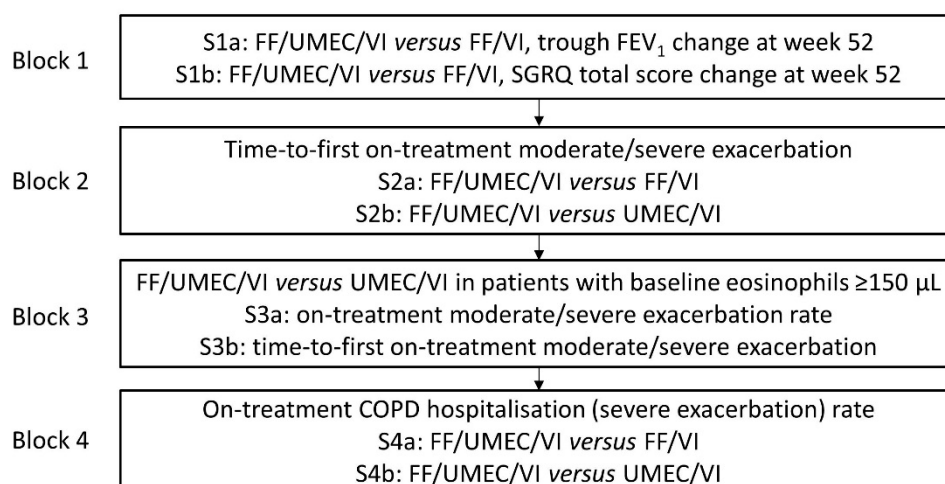 Block 1
S1a: FF/UMEC/VI versus FF/VI, trough FEV₁ change at week 52
S1b: FF/UMEC/VI versus FF/VI, SGRQ total score change at week 52
Block 2
Time-to-first on-treatment moderate/severe exacerbation
S2a: FF/UMEC/VI versus FF/VI
S2b: FF/UMEC/VI versus UMEC/VI
Block 3
FF/UMEC/VI versus UMEC/VI in patients with baseline eosinophils ≥150 μL
S3a: on-treatment moderate/severe exacerbation rate
S3b: time-to-first on-treatment moderate/severe exacerbation
Block 4
On-treatment COPD hospitalisation (severe exacerbation) rate
S4a: FF/UMEC/VI versus FF/VI
S4b: FF/UMEC/VI versus UMEC/VI